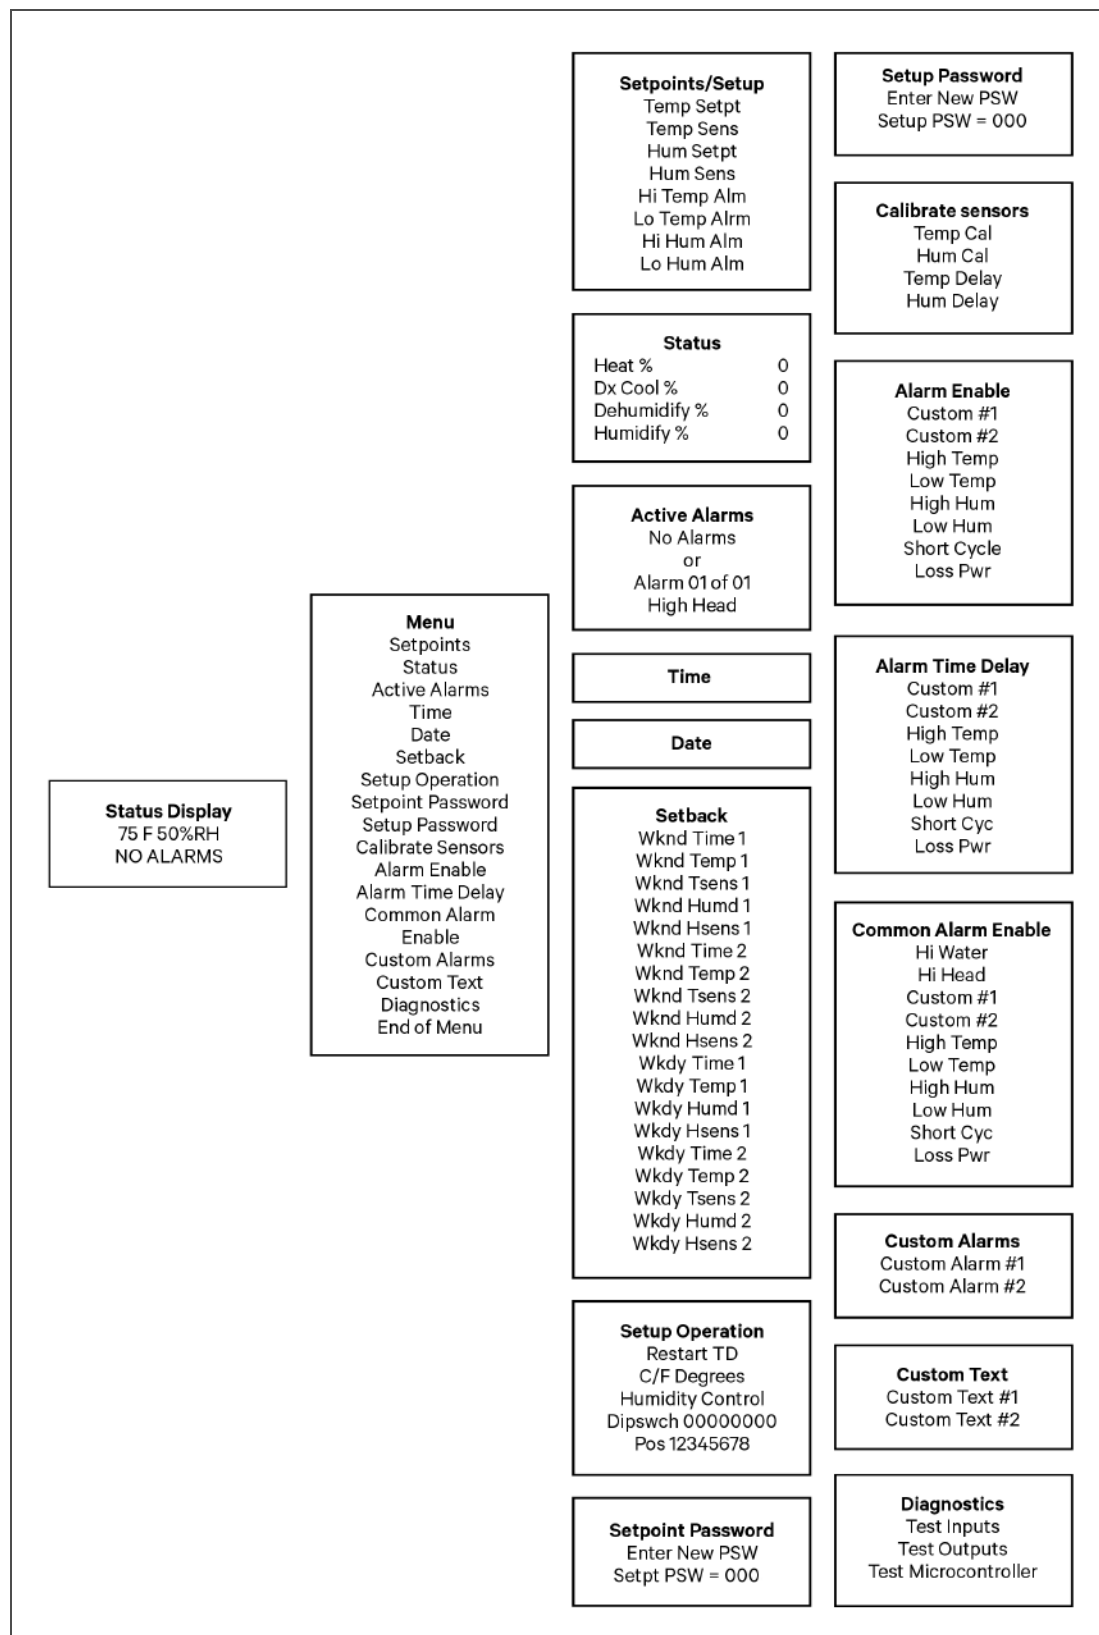 Status Display
75 F 50%RH
NO ALARMS
Menu
Setpoints
Status
Active Alarms
Time
Date
Setback
Setup Operation
Setpoint Password
Setup Password
Calibrate Sensors
Alarm Enable
Alarm Time Delay
Common Alarm
Enable
Custom Alarms
Custom Text
Diagnostics
End of Menu
Setpoints/Setup
Temp Setpt
Temp Sens
Hum Setpt
Hum Sens
Hi Temp Alm
Lo Temp Alrm
Hi Hum Alm
Lo Hum Alm
Status
Heat % 0
Dx Cool % 0
Dehumidify % 0
Humidify % 0
Active Alarms
No Alarms
or
Alarm 01 of 01
High Head
Time
Date
Setback
Wknd Time 1
Wknd Temp 1
Wknd Tsens 1
Wknd Humd 1
Wknd Hsens 1
Wknd Time 2
Wknd Temp 2
Wknd Tsens 2
Wknd Humd 2
Wknd Hsens 2
Wkdy Time 1
Wkdy Temp 1
Wkdy Humd 1
Wkdy Hsens 1
Wkdy Time 2
Wkdy Temp 2
Wkdy Tsens 2
Wkdy Humd 2
Wkdy Hsens 2
Setup Operation
Restart TD
C/F Degrees
Humidity Control
Dipswch 00000000
Pos 12345678
Setpoint Password
Enter New PSW
Setpt PSW = 000
Setup Password
Enter New PSW
Setup PSW = 000
Calibrate sensors
Temp Cal
Hum Cal
Temp Delay
Hum Delay
Alarm Enable
Custom #1
Custom #2
High Temp
Low Temp
High Hum
Low Hum
Short Cycle
Loss Pwr
Alarm Time Delay
Custom #1
Custom #2
High Temp
Low Temp
High Hum
Low Hum
Short Cyc
Loss Pwr
Common Alarm Enable
Hi Water
Hi Head
Custom #1
Custom #2
High Temp
Low Temp
High Hum
Low Hum
Short Cyc
Loss Pwr
Custom Alarms
Custom Alarm #1
Custom Alarm #2
Custom Text
Custom Text #1
Custom Text #2
Diagnostics
Test Inputs
Test Outputs
Test Microcontroller